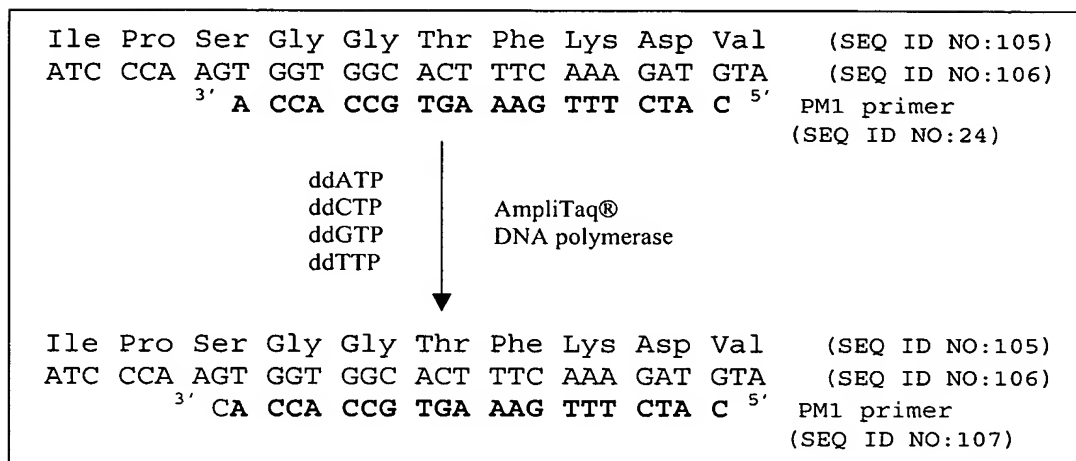 Ile Pro Ser Gly Gly Thr Phe Lys Asp Val (SEQ ID NO:105)
ATC CCA AGT GGT GGC ACT TTC AAA GAT GTA (SEQ ID NO:106)
3′ A CCA CCG TGA AAG TTT CTA C 5′ PM1 primer
(SEQ ID NO:24)
ddATP
ddCTP
ddGTP
ddTTP
AmpliTaq®
DNA polymerase
Ile Pro Ser Gly Gly Thr Phe Lys Asp Val (SEQ ID NO:105)
ATC CCA AGT GGT GGC ACT TTC AAA GAT GTA (SEQ ID NO:106)
3′ CA CCA CCG TGA AAG TTT CTA C 5′ PM1 primer
(SEQ ID NO:107)